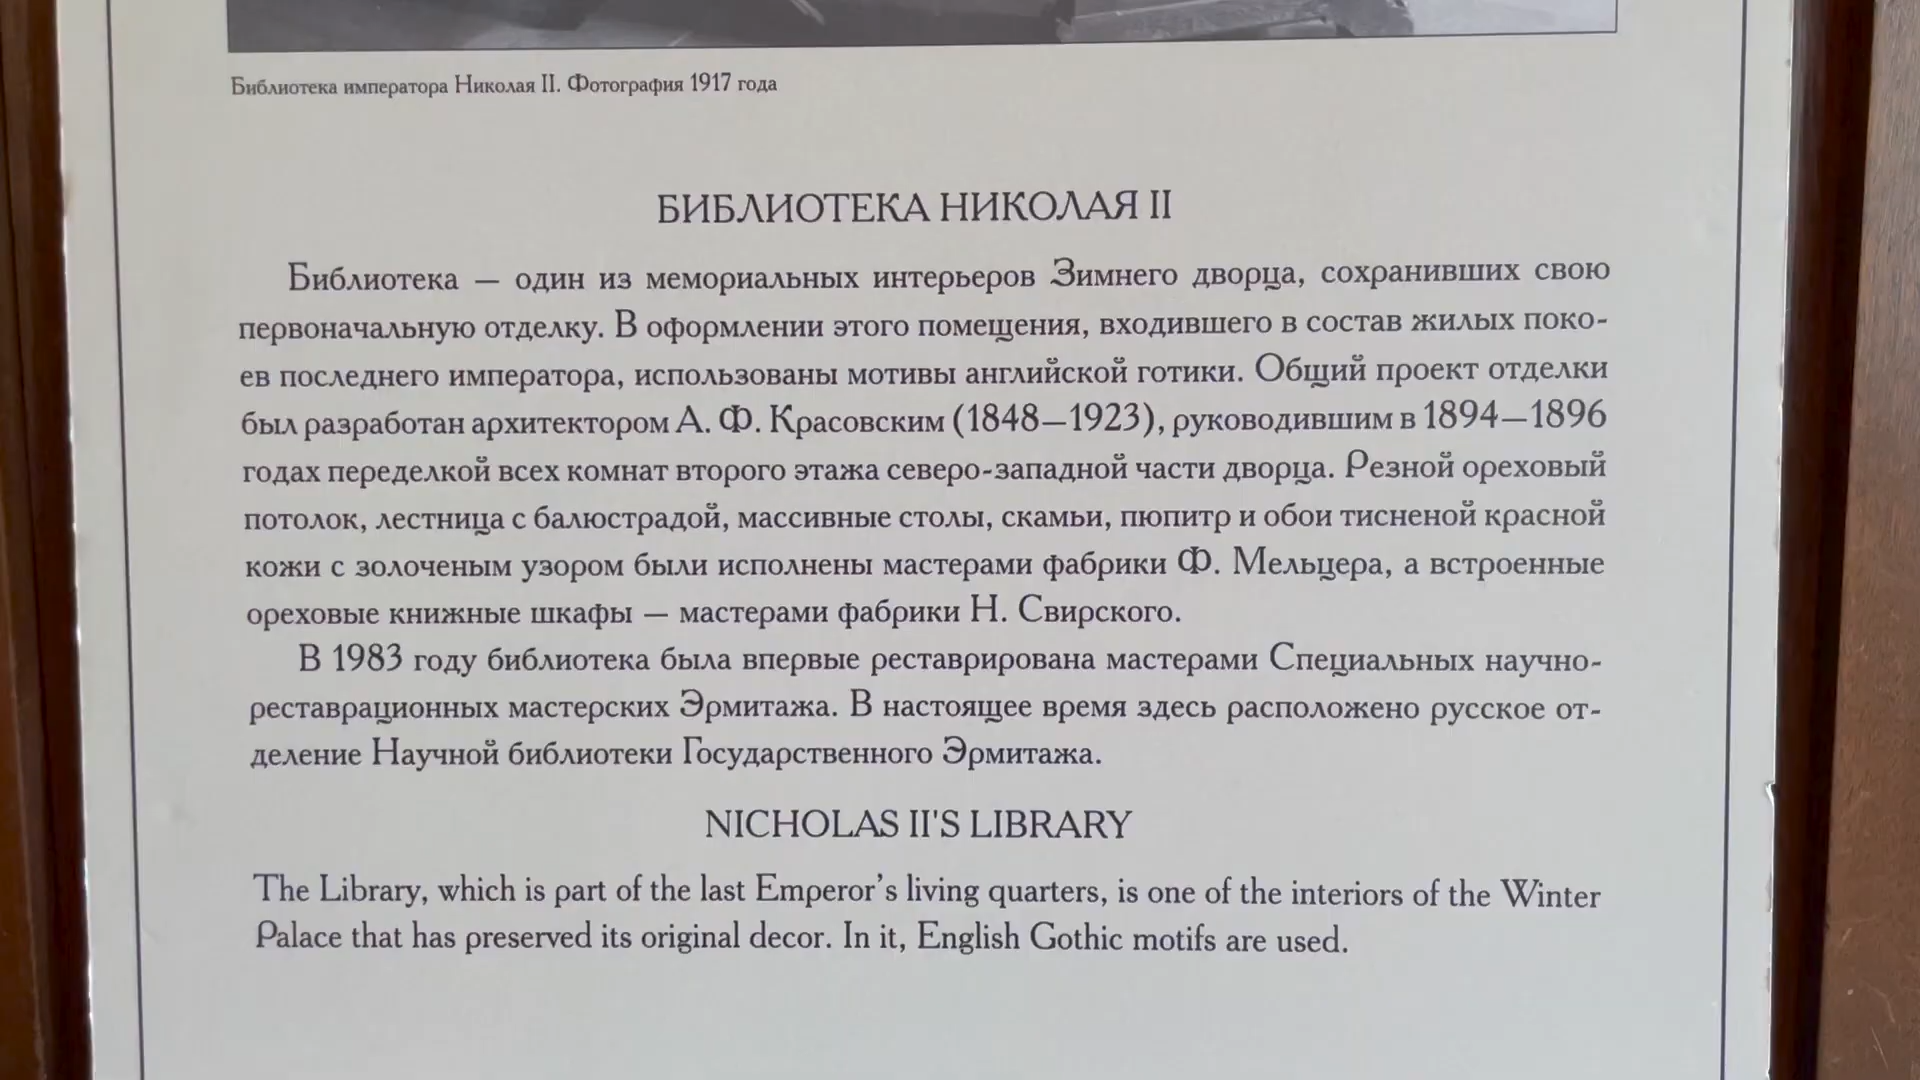 Библиотека императора Николая II. Фотография 1917 года
БИБЛИОТЕКА НИКОЛАЯ II
Библиотека — один из мемориальных интерьеров Зимнего дворца, сохранивших свою
первоначальную отделку. В оформлении этого помещения, входившего в состав жилых поко-
ев последнего императора, использованы мотивы английской готики. Общий проект отделки
был разработан архитектором А. Ф. Красовским (1848—1923), руководившим в 1894—1896
годах переделкой всех комнат второго этажа северо-западной части дворца. Резной ореховый
потолок, лестница с балюстрадой, массивные столы, скамьи, пюпитр и обои тисненой красной
кожи с золоченым узором были исполнены мастерами фабрики Ф. Мельцера, а встроенные
ореховые книжные шкафы — мастерами фабрики Н. Свирского.
В 1983 году библиотека была впервые реставрирована мастерами Специальных научно-
реставрационных мастерских Эрмитажа. В настоящее время здесь расположено русское от-
деление Научной библиотеки Государственного Эрмитажа.
NICHOLAS II'S LIBRARY
The Library, which is part of the last Emperor’s living quarters, is one of the interiors of the Winter
Palace that has preserved its original decor. In it, English Gothic motifs are used.